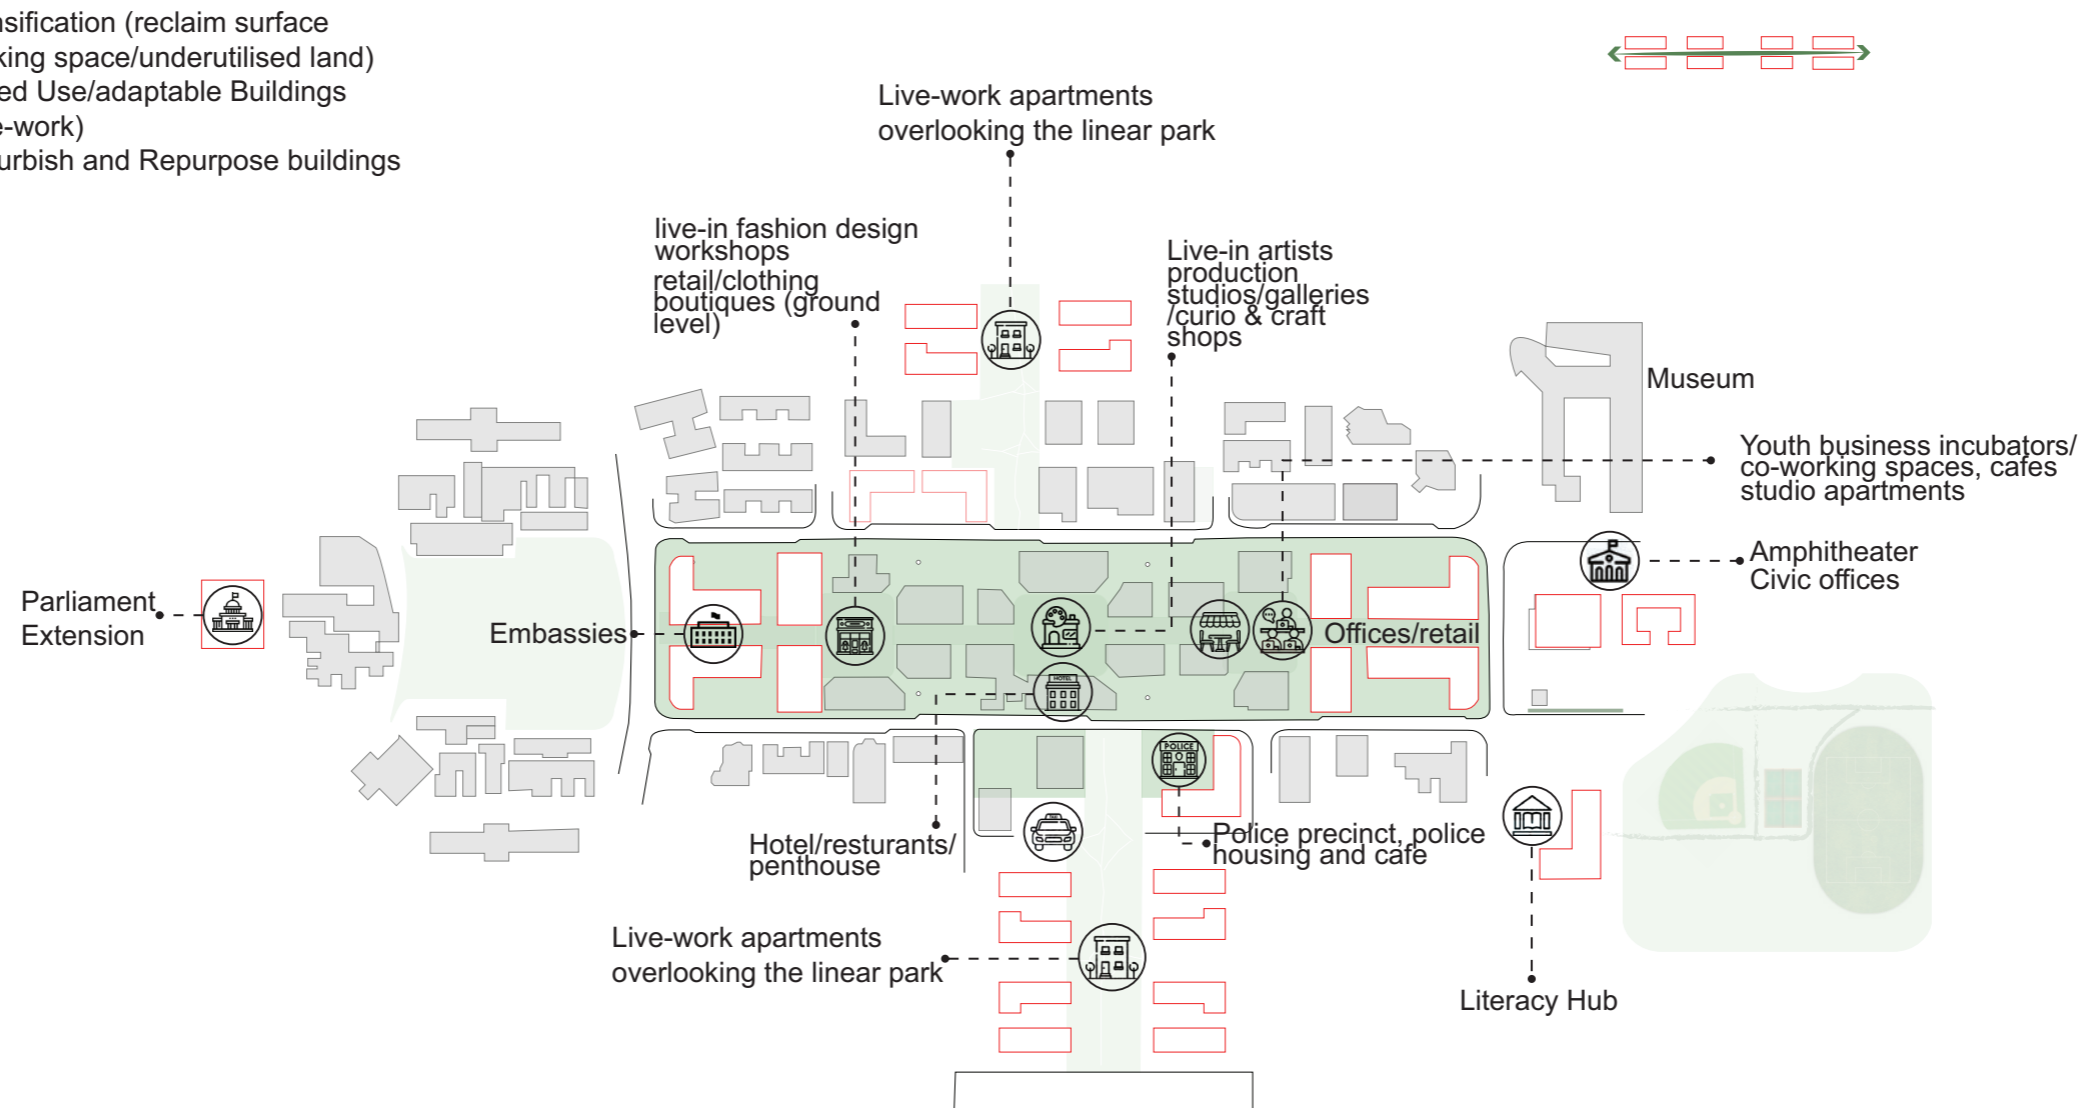 nsification (reclaim surface
king space/underutilised land)
ed Use/adaptable Buildings
e-work)
urbish and Repurpose buildings
Live-work apartments
overlooking the linear park
live-in fashion design
workshops
retail/clothing
boutiques (ground
level)
Live-in artists
production
studios/galleries
/curio & craft
shops
Museum
Youth business incubators/
co-working spaces, cafes
studio apartments
Amphitheater
Civic offices
Parliament
Extension
Embassies
Offices/retail
HOTEL
POLICE
Hotel/resturants/
penthouse
Police precinct, police
housing and cafe
Live-work apartments
overlooking the linear park
Literacy Hub